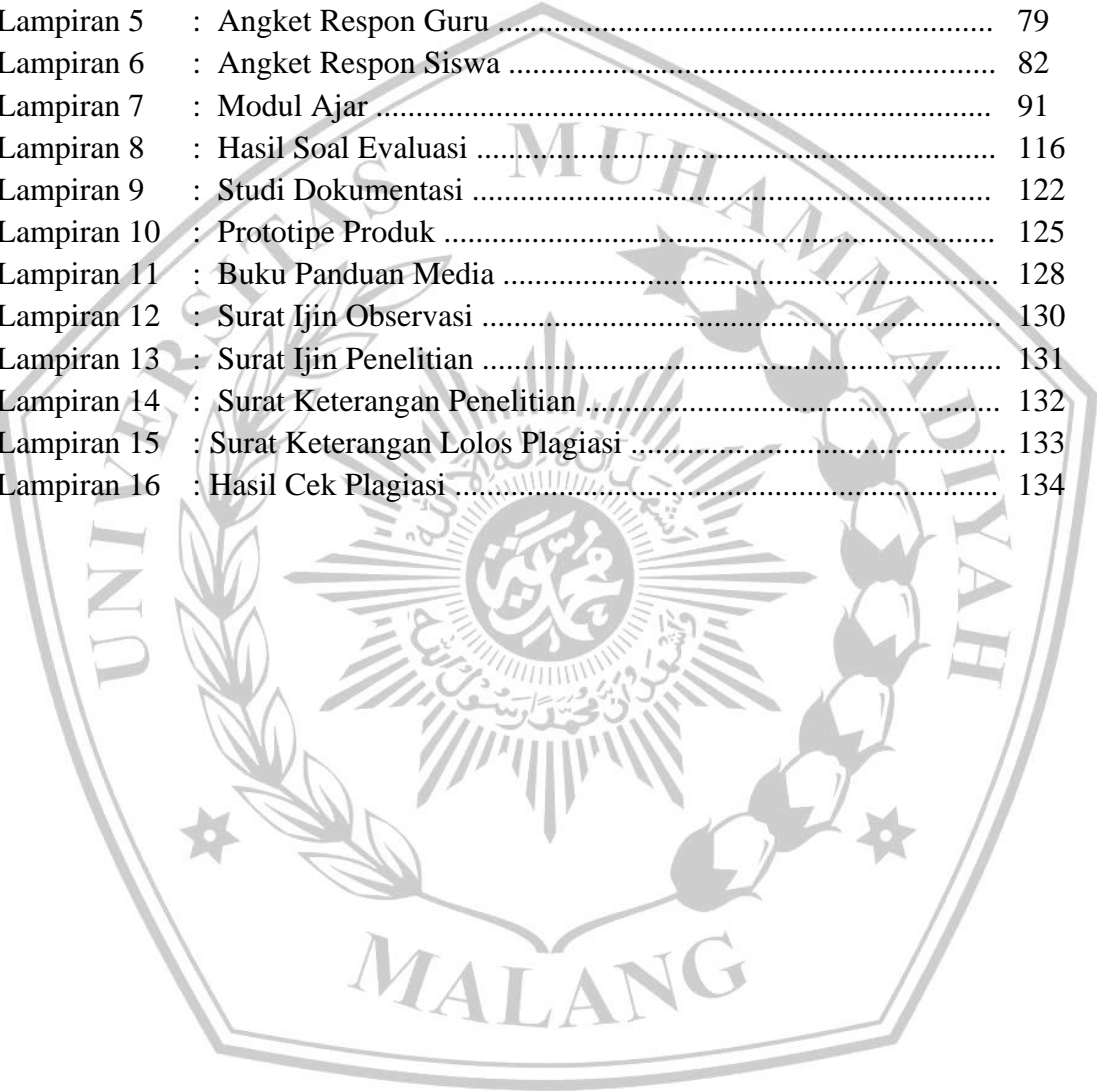 Lampiran 5 : Angket Respon Guru .............................................................. 79
Lampiran 6 : Angket Respon Siswa ............................................................. 82
Lampiran 7 : Modul Ajar ............................................................................. 91
Lampiran 8 : Hasil Soal Evaluasi ................................................................. 116
Lampiran 9 : Studi Dokumentasi ................................................................. 122
Lampiran 10 : Prototipe Produk ..................................................................... 125
Lampiran 11 : Buku Panduan Media .............................................................. 128
Lampiran 12 : Surat Ijin Observasi ................................................................. 130
Lampiran 13 : Surat Ijin Penelitian ................................................................. 131
Lampiran 14 : Surat Keterangan Penelitian .................................................... 132
Lampiran 15 : Surat Keterangan Lolos Plagiasi ............................................... 133
Lampiran 16 : Hasil Cek Plagiasi .................................................................... 134
UNIVERSITAS MUHAMMADIYAH
MALANG